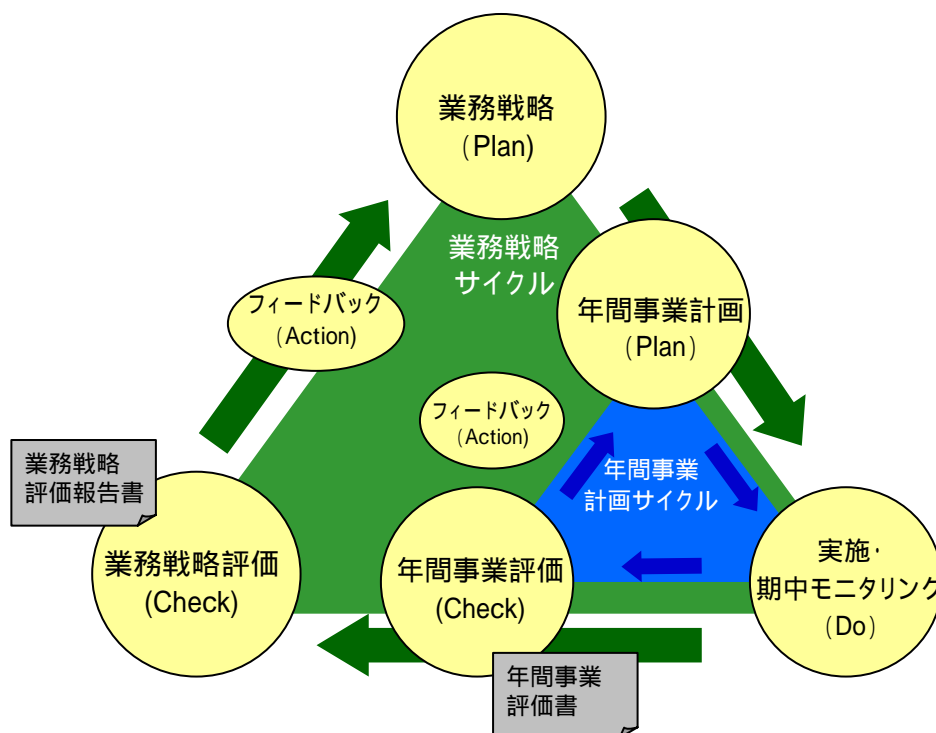 業務戦略
(Plan)
業務戦略
サイクル
年間事業計画
(Plan)
フィードバック
(Action)
フィードバック
(Action)
業務戦略
評価報告書
年間事業
計画サイクル
業務戦略評価
(Check)
年間事業評価
(Check)
実施・
期中モニタリング
(Do)
年間事業
評価書